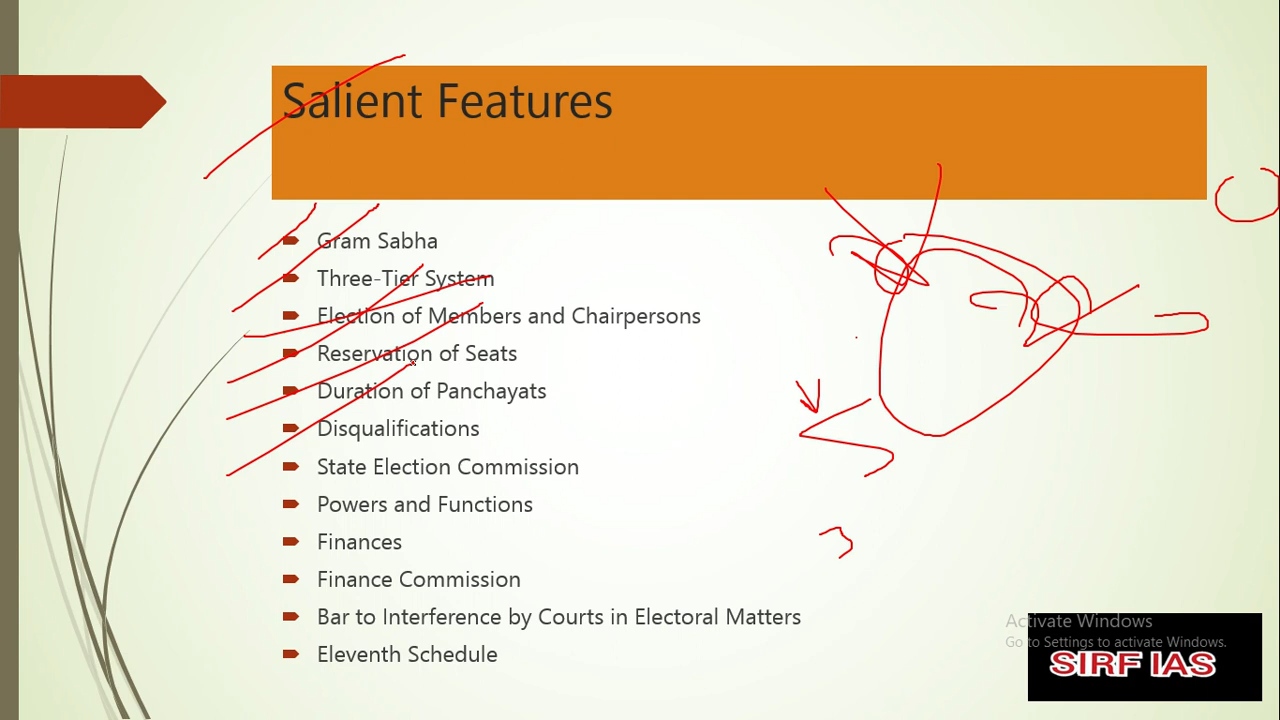 Salient Features
Gram Sabha
Three-Tier System
Election of Members and Chairpersons
Reservation of Seats
Duration of Panchayats
Disqualifications
State Election Commission
Powers and Functions
Finances
Finance Commission
Bar to Interference by Courts in Electoral Matters
Eleventh Schedule
Activate Windows
Go to Settings to activate Windows.
SIRF IAS